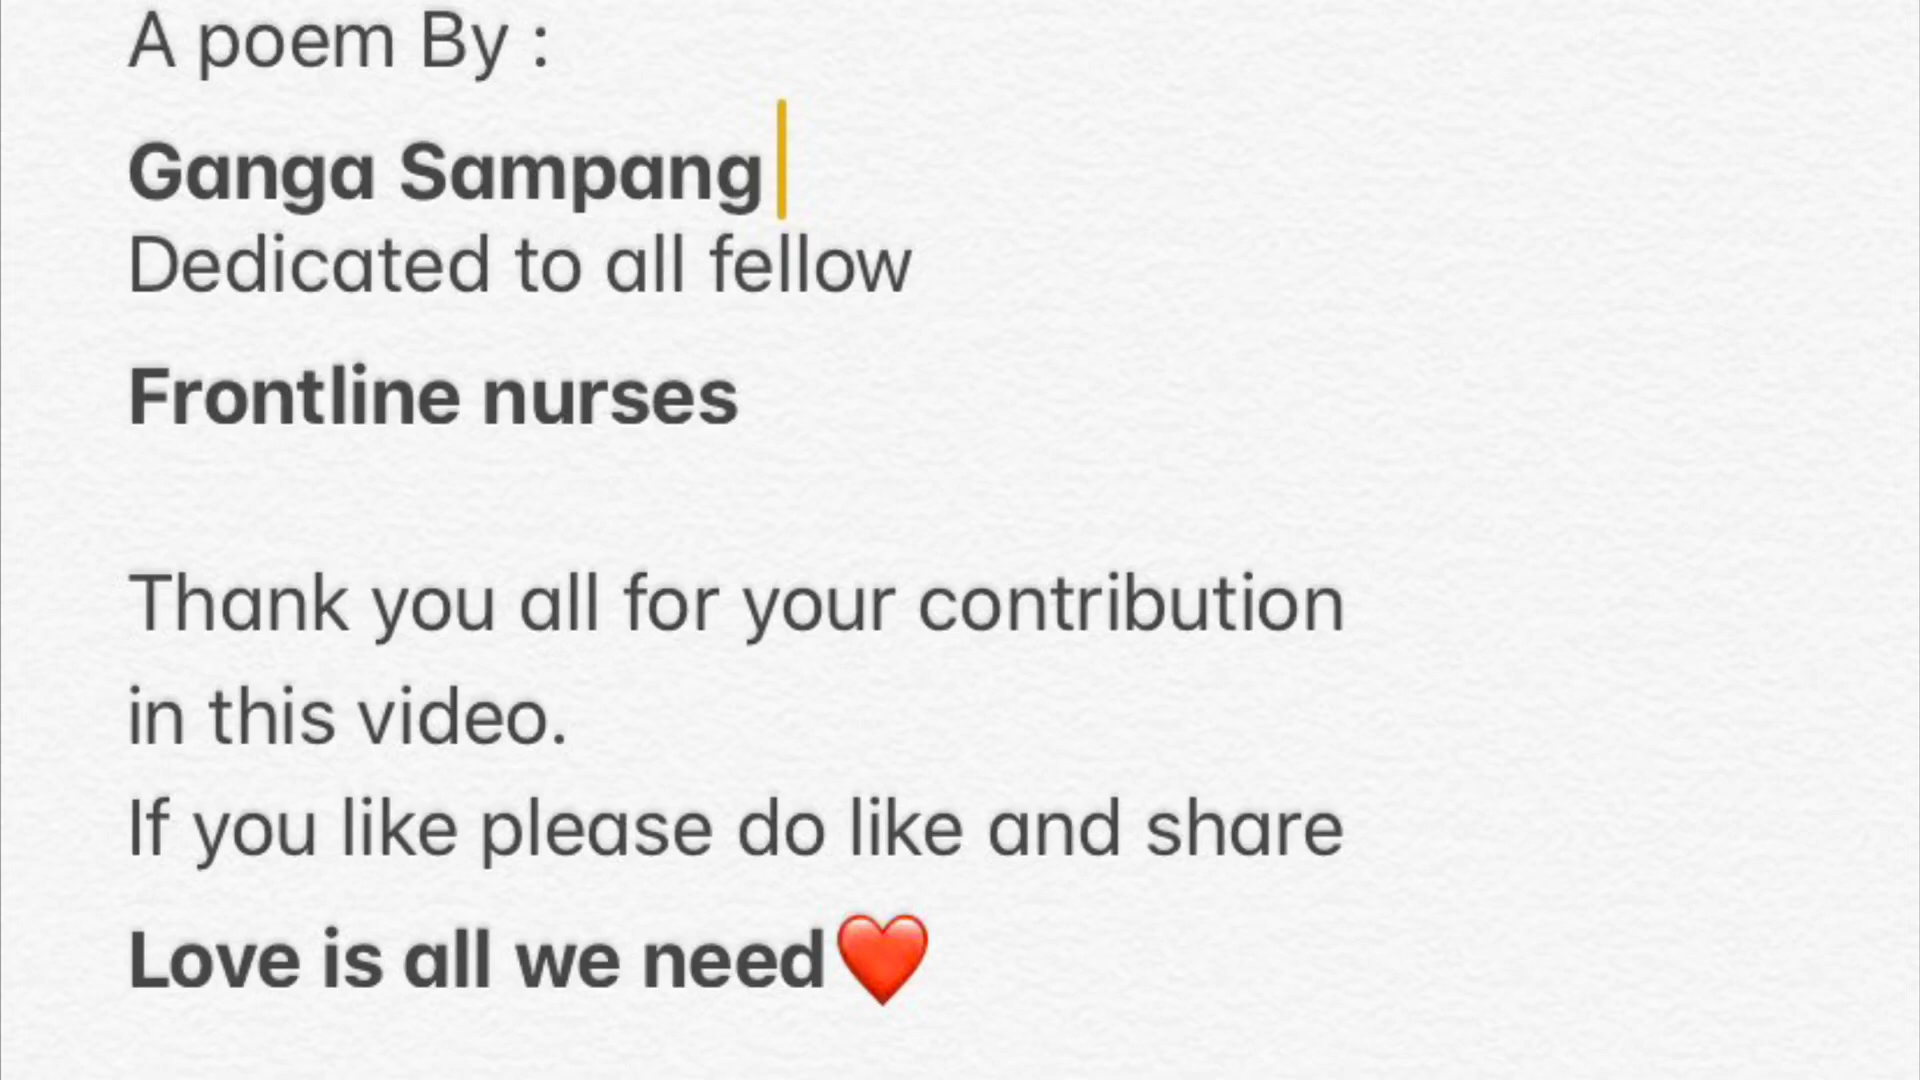 A poem By :
Ganga Sampang
Dedicated to all fellow
Frontline nurses
Thank you all for your contribution
in this video.
If you like please do like and share
Love is all we need❤️